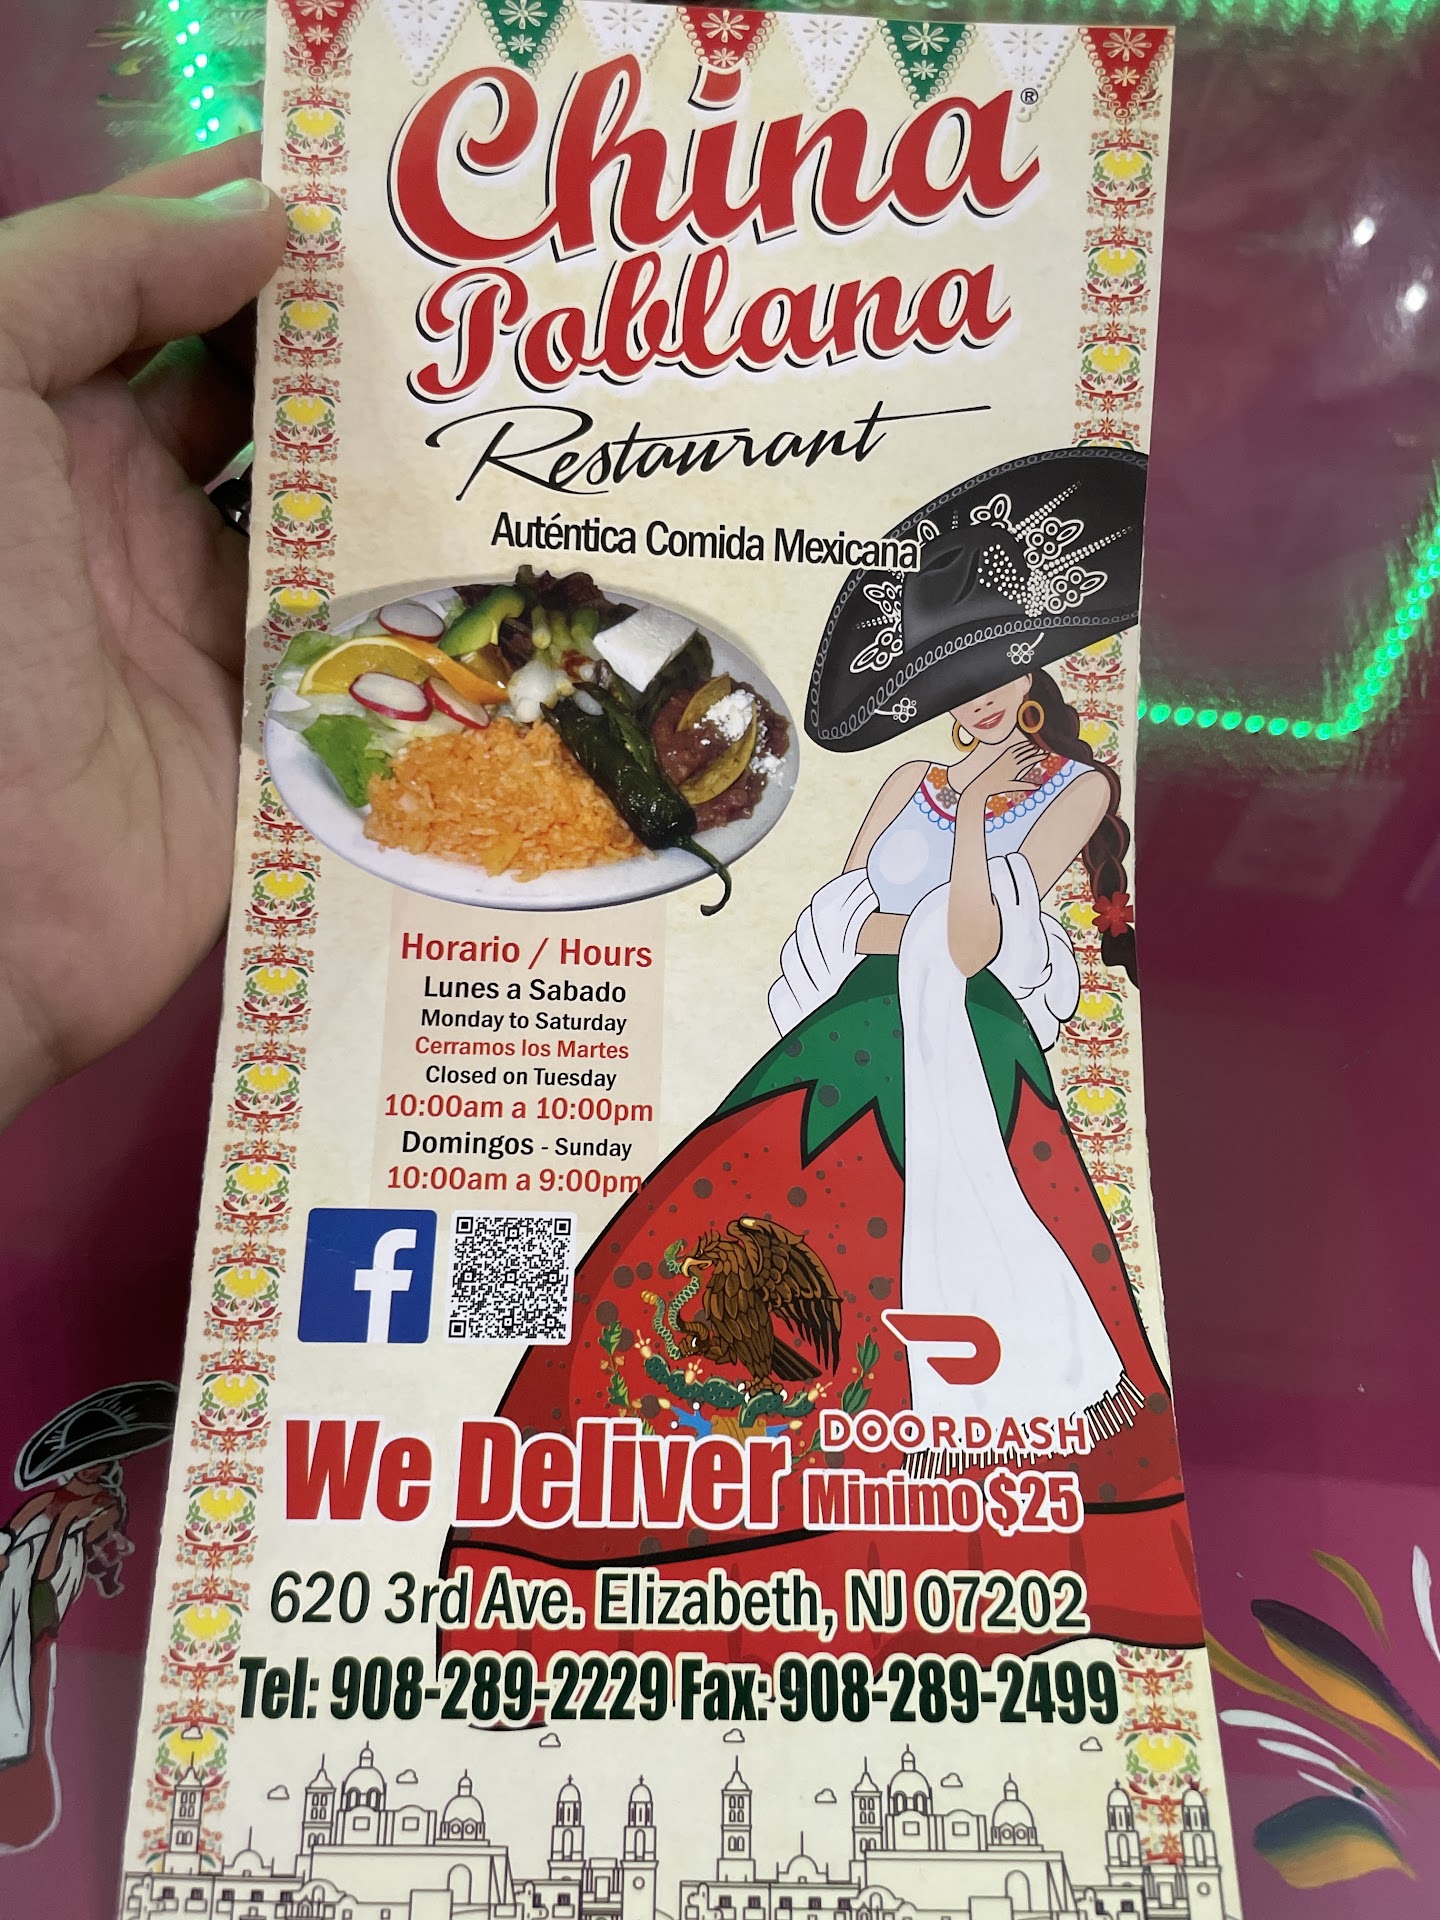 China®
Poblana
Restaurant
Auténtica Comida Mexicana
Horario / Hours
Lunes a Sabado
Monday to Saturday
Cerramos los Martes
Closed on Tuesday
10:00am a 10:00pm
Domingos - Sunday
10:00am a 9:00pm
f
We Deliver DOORDASH
Minimo $25
620 3rd Ave. Elizabeth, NJ 07202
Tel: 908-289-2229 Fax: 908-289-2499